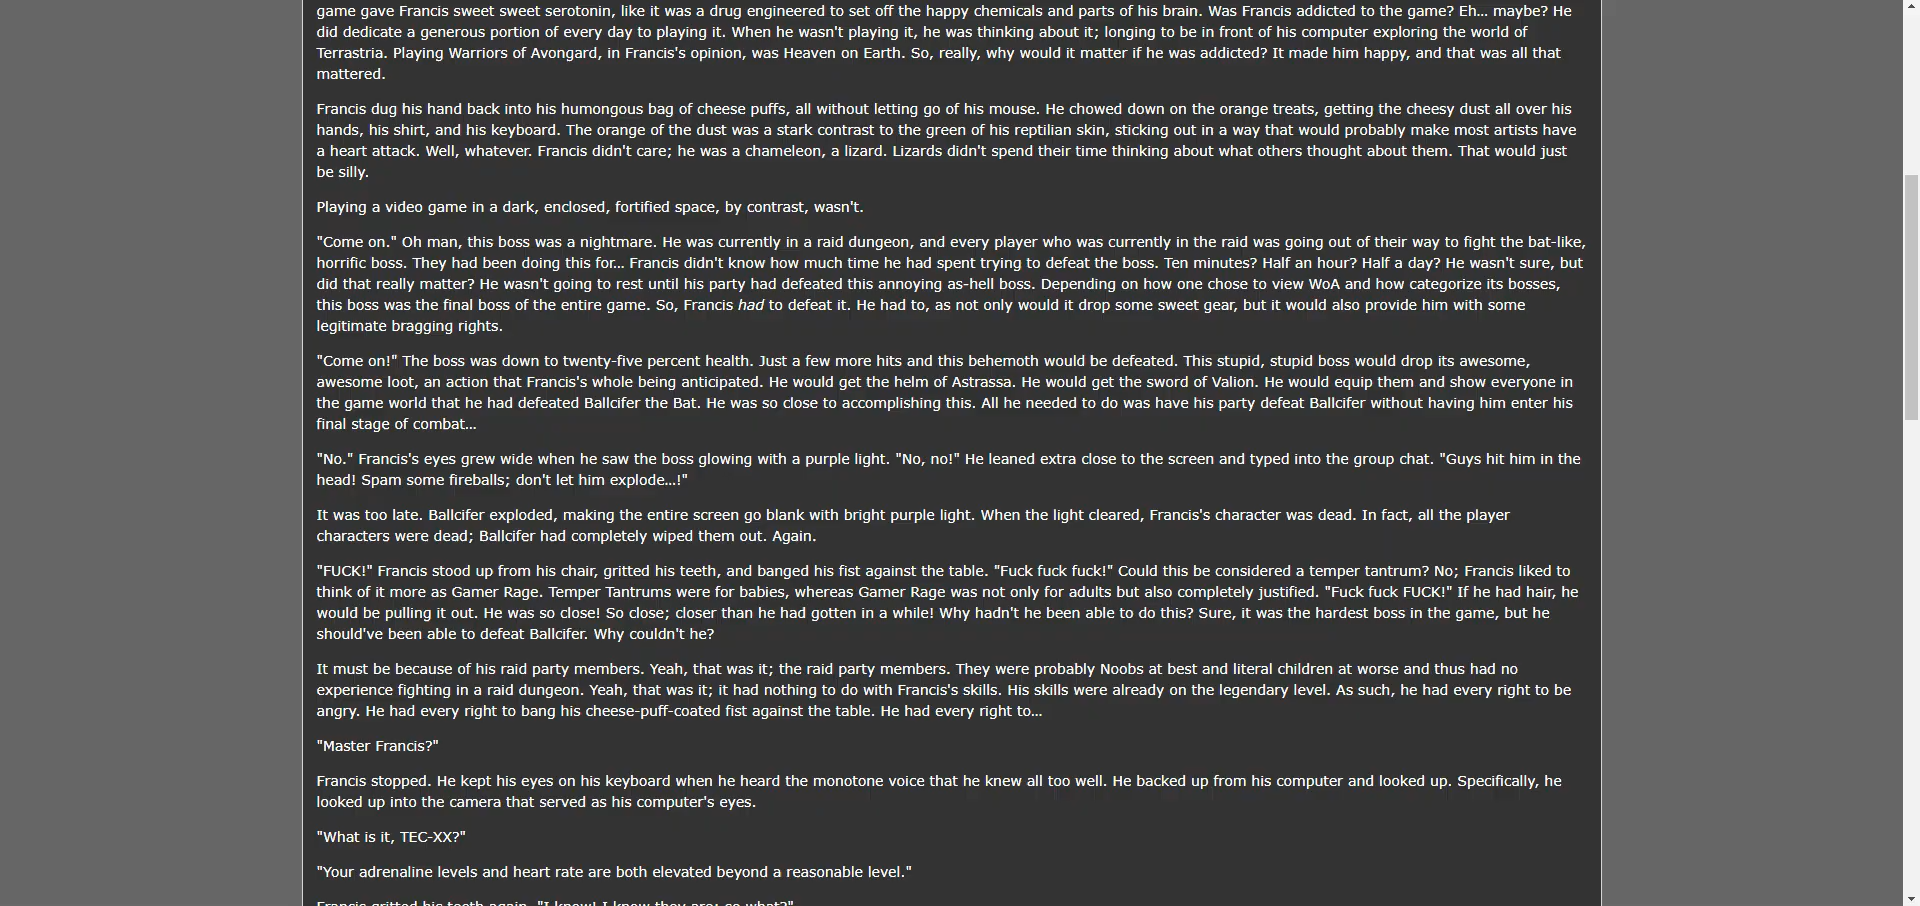 game gave Francis sweet sweet serotonin, like it was a drug engineered to set off the happy chemicals and parts of his brain. Was Francis addicted to the game? Eh... maybe? He
did dedicate a generous portion of every day to playing it. When he wasn't playing it, he was thinking about it; longing to be in front of his computer exploring the world of
Terrastria. Playing Warriors of Avongard, in Francis's opinion, was Heaven on Earth. So, really, why would it matter if he was addicted? It made him happy, and that was all that
mattered.
Francis dug his hand back into his humongous bag of cheese puffs, all without letting go of his mouse. He chowed down on the orange treats, getting the cheesy dust all over his
hands, his shirt, and his keyboard. The orange of the dust was a stark contrast to the green of his reptilian skin, sticking out in a way that would probably make most artists have
a heart attack. Well, whatever. Francis didn't care; he was a chameleon, a lizard. Lizards didn't spend their time thinking about what others thought about them. That would just
be silly.
Playing a video game in a dark, enclosed, fortified space, by contrast, wasn't.
"Come on." Oh man, this boss was a nightmare. He was currently in a raid dungeon, and every player who was currently in the raid was going out of their way to fight the bat-like,
horrific boss. They had been doing this for... Francis didn't know how much time he had spent trying to defeat the boss. Ten minutes? Half an hour? Half a day? He wasn't sure, but
did that really matter? He wasn't going to rest until his party had defeated this annoying as-hell boss. Depending on how one chose to view WoA and how categorize its bosses,
this boss was the final boss of the entire game. So, Francis had to defeat it. He had to, as not only would it drop some sweet gear, but it would also provide him with some
legitimate bragging rights.
"Come on!" The boss was down to twenty-five percent health. Just a few more hits and this behemoth would be defeated. This stupid, stupid boss would drop its awesome,
awesome loot, an action that Francis's whole being anticipated. He would get the helm of Astrassa. He would get the sword of Valion. He would equip them and show everyone in
the game world that he had defeated Ballcifer the Bat. He was so close to accomplishing this. All he needed to do was have his party defeat Ballcifer without having him enter his
final stage of combat...
"No." Francis's eyes grew wide when he saw the boss glowing with a purple light. "No, no!" He leaned extra close to the screen and typed into the group chat. "Guys hit him in the
head! Spam some fireballs; don't let him explode...!"
It was too late. Ballcifer exploded, making the entire screen go blank with bright purple light. When the light cleared, Francis's character was dead. In fact, all the player
characters were dead; Ballcifer had completely wiped them out. Again.
"FUCK!" Francis stood up from his chair, gritted his teeth, and banged his fist against the table. "Fuck fuck fuck!" Could this be considered a temper tantrum? No; Francis liked to
think of it more as Gamer Rage. Temper Tantrums were for babies, whereas Gamer Rage was not only for adults but also completely justified. "Fuck fuck FUCK!" If he had hair, he
would be pulling it out. He was so close! So close; closer than he had gotten in a while! Why hadn't he been able to do this? Sure, it was the hardest boss in the game, but he
should've been able to defeat Ballcifer. Why couldn't he?
It must be because of his raid party members. Yeah, that was it; the raid party members. They were probably Noobs at best and literal children at worse and thus had no
experience fighting in a raid dungeon. Yeah, that was it; it had nothing to do with Francis's skills. His skills were already on the legendary level. As such, he had every right to be
angry. He had every right to bang his cheese-puff-coated fist against the table. He had every right to...
"Master Francis?"
Francis stopped. He kept his eyes on his keyboard when he heard the monotone voice that he knew all too well. He backed up from his computer and looked up. Specifically, he
looked up into the camera that served as his computer's eyes.
"What is it, TEC-XX?"
"Your adrenaline levels and heart rate are both elevated beyond a reasonable level."
Francis gritted his teeth again. "I know! I know they are; so what?"